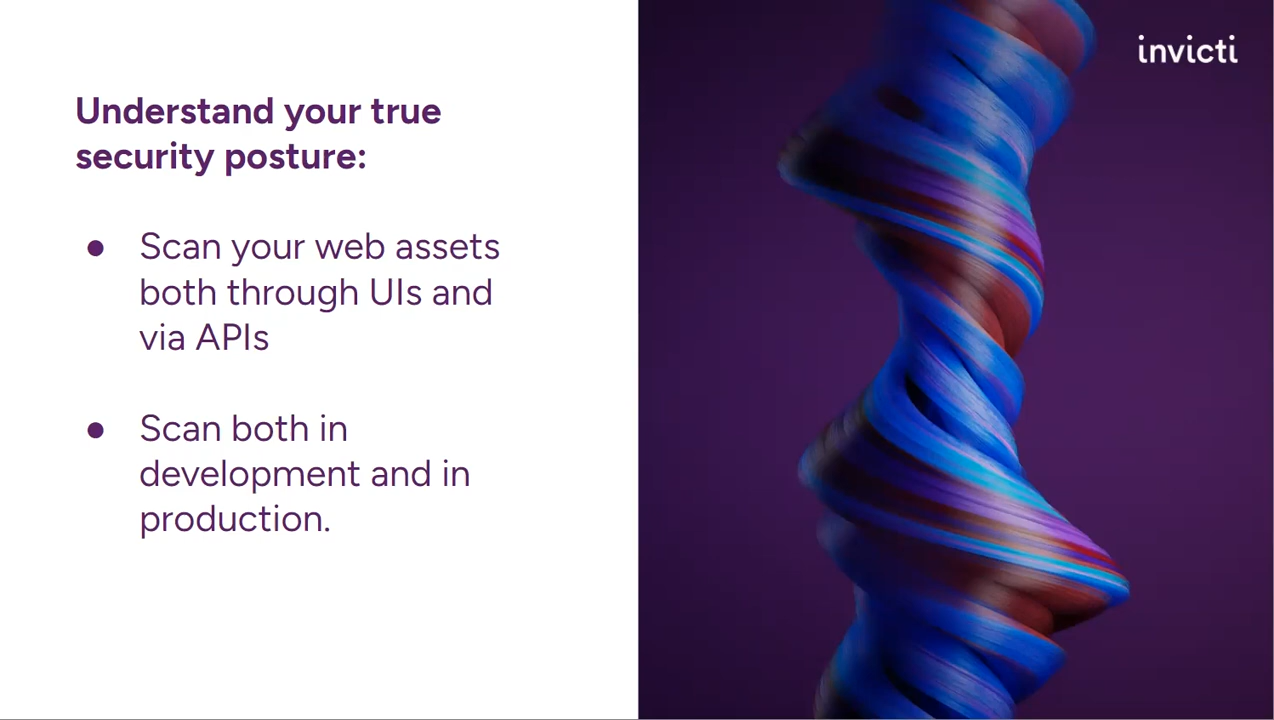 Understand your true
security posture:
● Scan your web assets
both through UIs and
via APIs
● Scan both in
development and in
production.
invicti